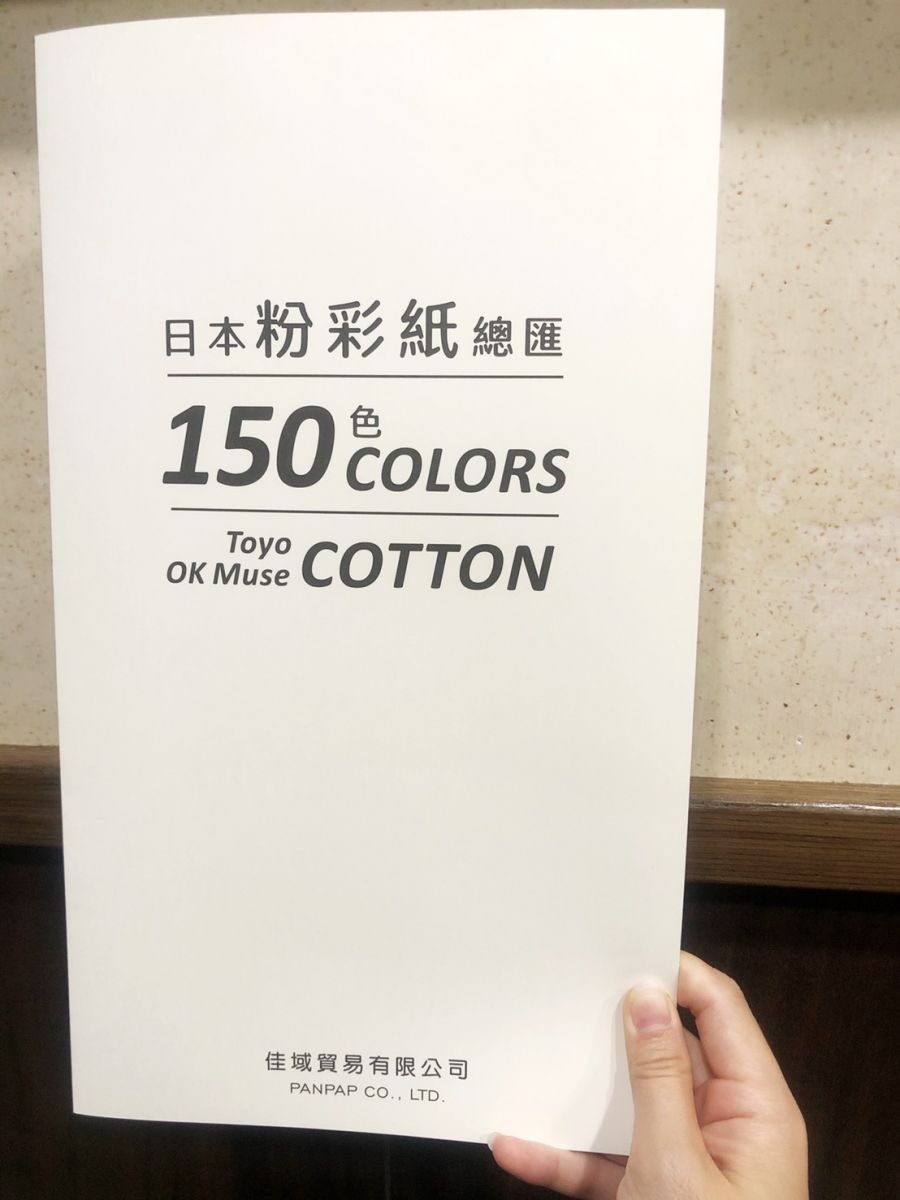 日本粉彩紙總匯
150色 COLORS
Toyo
OK Muse COTTON
佳域貿易有限公司
PANPAP CO., LTD.